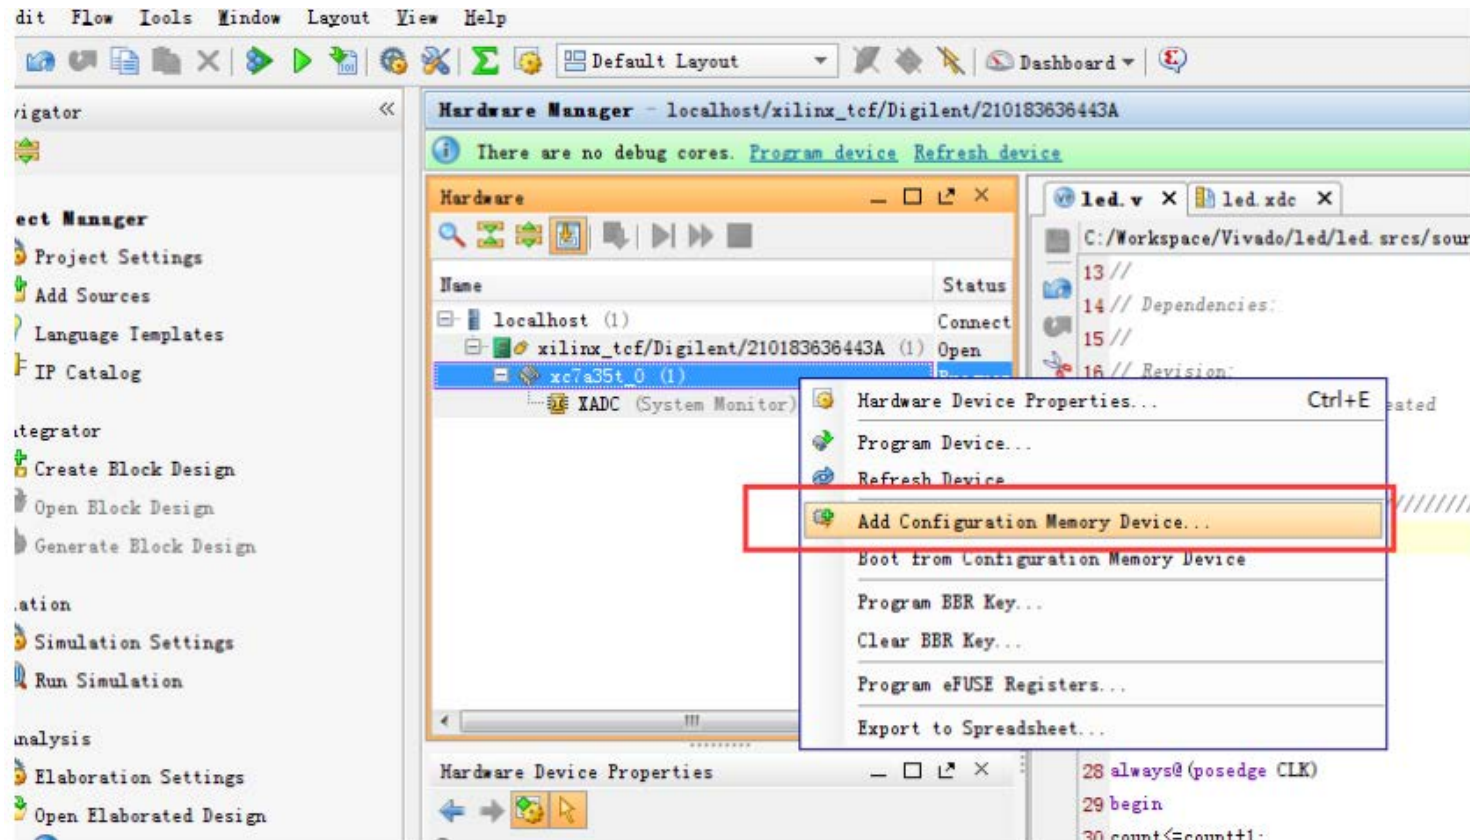 dit Flow Tools Window Layout View Help
Default Layout
Dashboard
vigator
Hardware Manager - localhost/xilinx_tcf/Digilent/210183636443A
There are no debug cores. Program device Refresh device
Hardware
led.v
led.xdc
C:/Workspace/Vivado/led/led.srcs/sour
Name Status
13 //
14 // Dependencies:
15 //
16 // Revision:
localhost (1) Connect
xilinx_tcf/Digilent/210183636443A (1) Open
xc7a35t_0 (1)
XADC (System Monitor)
ect Manager
Project Settings
Add Sources
Language Templates
IP Catalog
tegrator
Create Block Design
Open Block Design
Generate Block Design
ation
Simulation Settings
Run Simulation
nalysis
Elaboration Settings
Open Elaborated Design
Hardware Device Properties... Ctrl+E
eated
Program Device...
Refresh Device
Add Configuration Memory Device...
Boot from Configuration Memory Device
Program BBR Key...
Clear BBR Key...
Program eFUSE Registers...
Export to Spreadsheet...
Hardware Device Properties
28 always@(posedge CLK)
29 begin
30 count<=count+1;